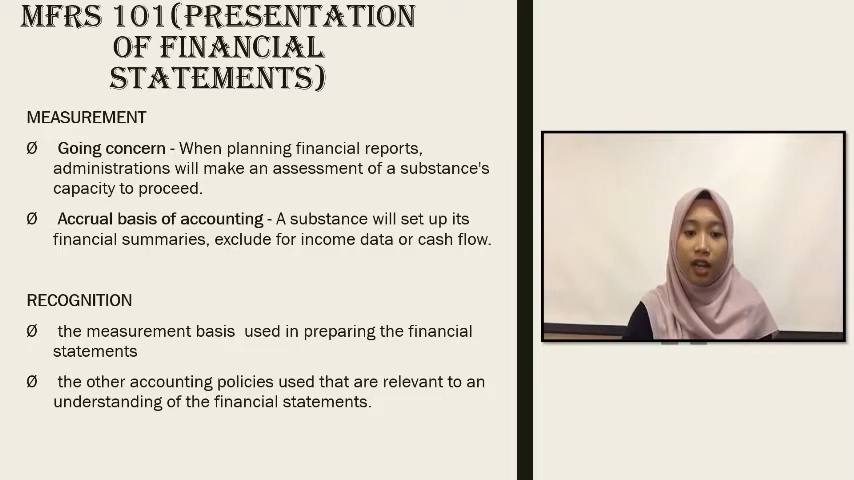 MFRS 101(PRESENTATION
OF FINANCIAL
STATEMENTS)
MEASUREMENT
Ø Going concern - When planning financial reports,
administrations will make an assessment of a substance's
capacity to proceed.
Ø Accrual basis of accounting - A substance will set up its
financial summaries, exclude for income data or cash flow.
RECOGNITION
Ø the measurement basis used in preparing the financial
statements
Ø the other accounting policies used that are relevant to an
understanding of the financial statements.